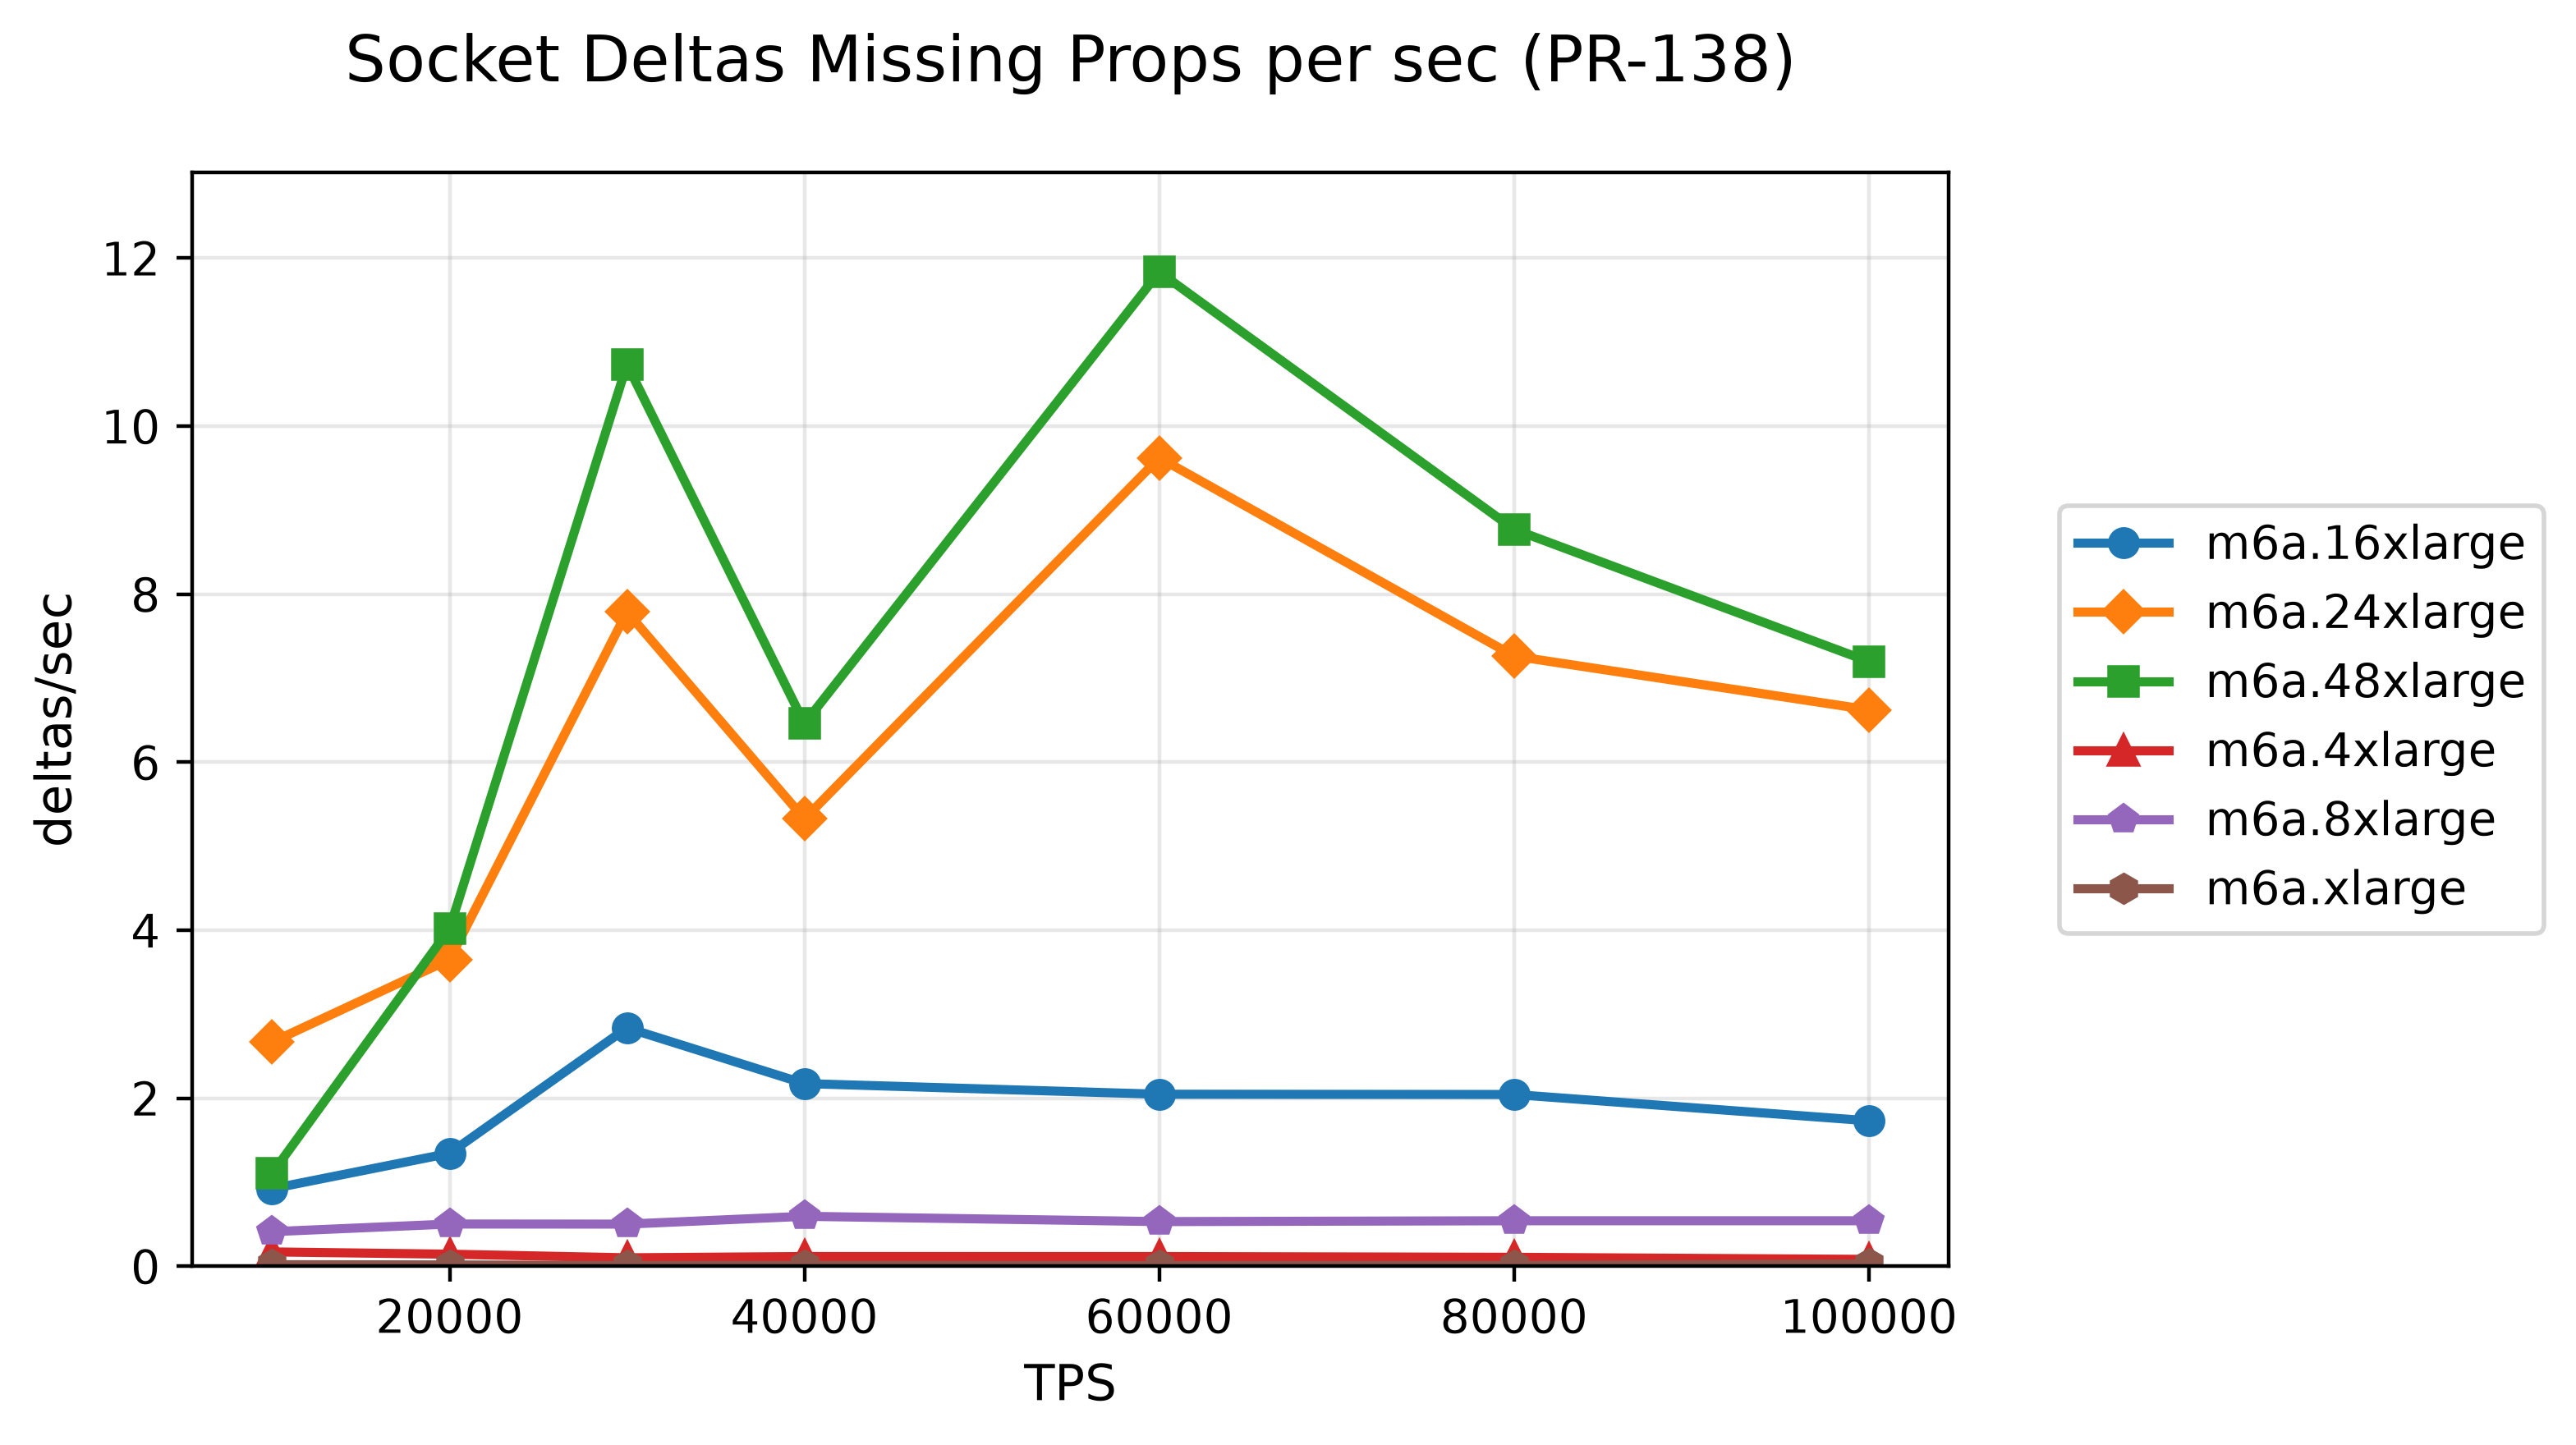 Socket Deltas Missing Props per sec (PR-138)
deltas/sec
12
10
8
6
4
2
0
20000 40000 60000 80000 100000
TPS
m6a.16xlarge
m6a.24xlarge
m6a.48xlarge
m6a.4xlarge
m6a.8xlarge
m6a.xlarge